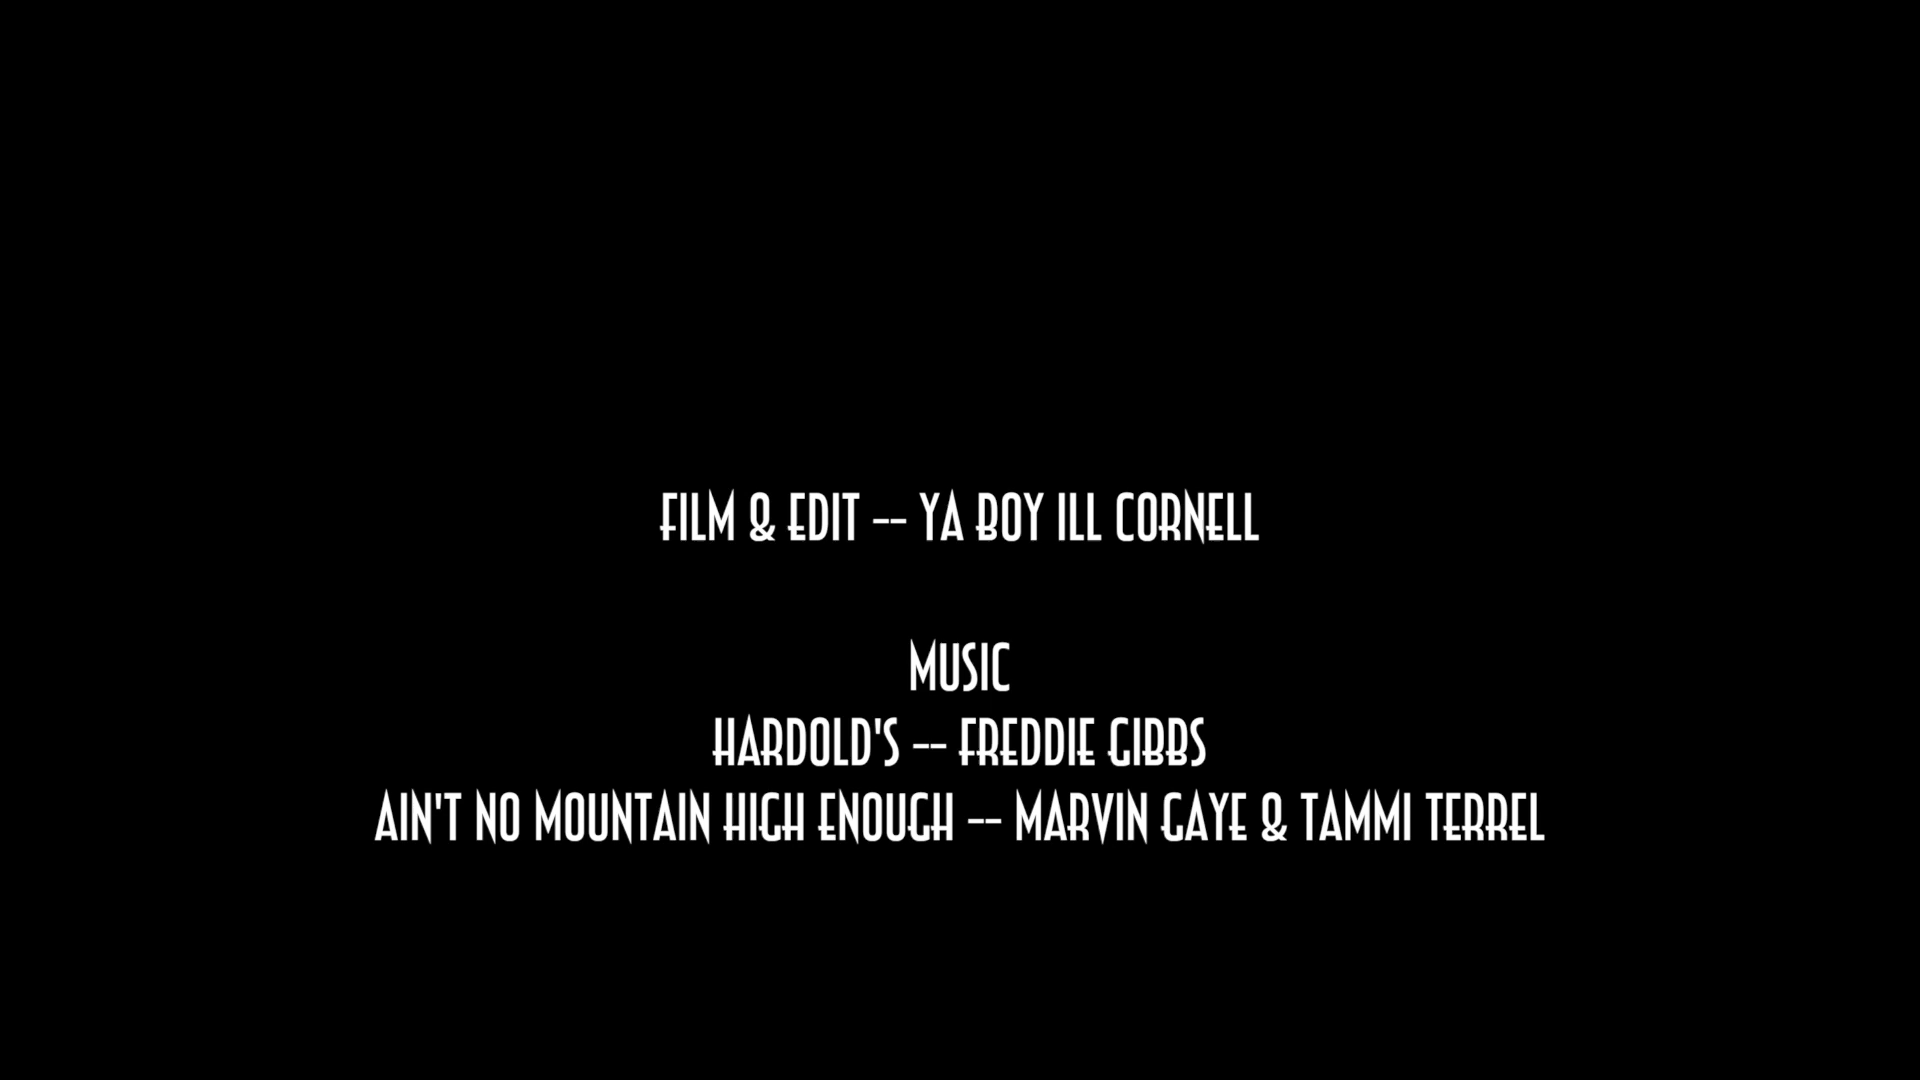 FILM & EDIT -- YA BOY ILL CORNELL
MUSIC
HARDOLD'S -- FREDDIE GIBBS
AIN'T NO MOUNTAIN HIGH ENOUGH -- MARVIN GAYE & TAMMI TERREL